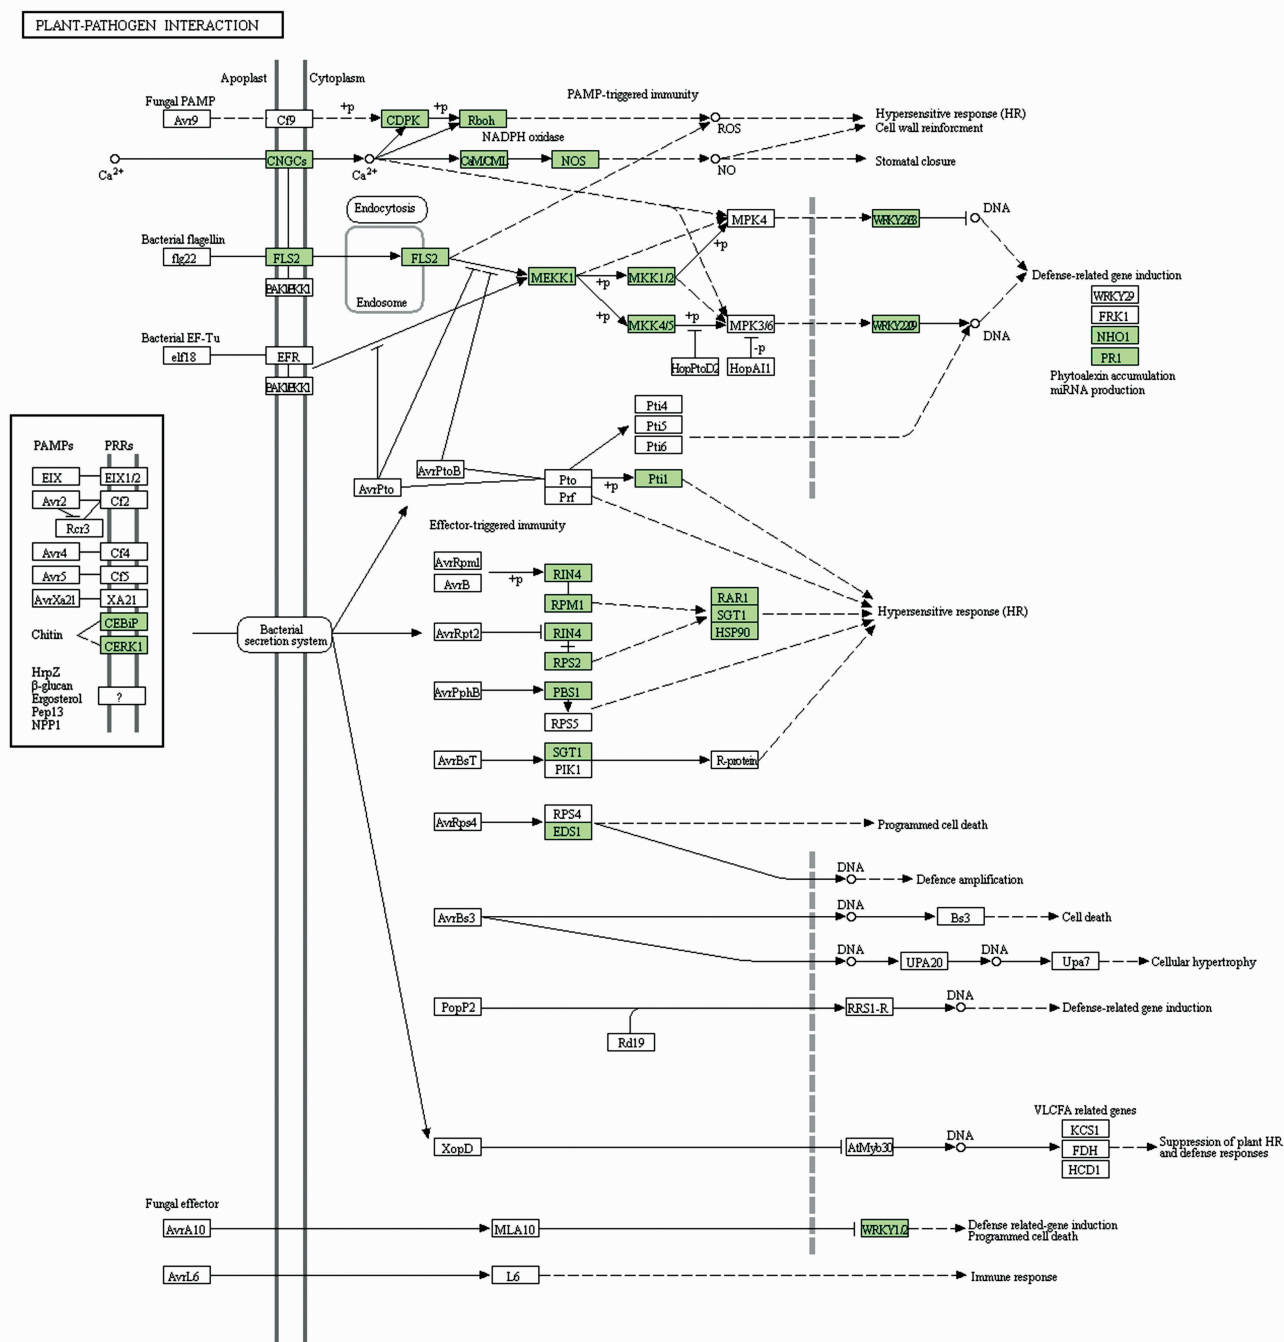 PLANT-PATHOGEN INTERACTION
Apoplast
Cytoplasm
Fungal PAMP
PAMP-triggered immunity
Avr9
Cf9
+p
CDPK
+p
Rboh
NADPH oxidase
ROS
Hypersensitive response (HR)
Cell wall reinforcment
Ca2+
CNGCs
Ca2+
CaM/CML
NOS
NO
Stomatal closure
Endocytosis
MPK4
DNA
Bacterial flagellin
flg22
FLS2
FLS2
+p
MEKK1
+p
MKK1/2
Defense-related gene induction
WRKY29
FRK1
NHO1
PR1
Phytoalexin accumulation
miRNA production
Endosome
+p
MKK4/5
+p
MPK3/6
DNA
HopPtoD2
-p
HopAI1
Bacterial EF-Tu
elf18
EFR
Pti4
Pti5
Pti6
AvrPtoB
AvrPto
Pto
Prf
+p
Pti1
PAMPs
PRRs
EIX
EIX1/2
Avr2
Cf2
Rcr3
Avr4
Cf4
Avr5
Cf5
AvrXa21
XA21
Chitin
CEBiP
CERK1
HrpZ
β-glucan
Ergosterol
Pep13
NPP1
?
Effector-triggered immunity
AvrRpm1
AvrB
+p
RIN4
RPM1
RAR1
SGT1
HSP90
Hypersensitive response (HR)
Bacterial
secretion system
AvrRpt2
RIN4
RPS2
AvrPphB
PBS1
RPS5
AvrBsT
SGT1
PIK1
R-protein
AvrRps4
RPS4
EDS1
Programmed cell death
DNA
Defence amplification
AvrBs3
DNA
Bs3
Cell death
DNA
UPA20
DNA
Upa7
Cellular hypertrophy
PopP2
Rd19
RRS1-R
DNA
Defense-related gene induction
VLCFA related genes
XopD
AtMyb30
DNA
KCS1
FDH
HCD1
Suppression of plant HR
and defense responses
Fungal effector
AvrA10
MLA10
WRKY1/2
Defense related-gene induction
Programmed cell death
AvrL6
L6
Immune response